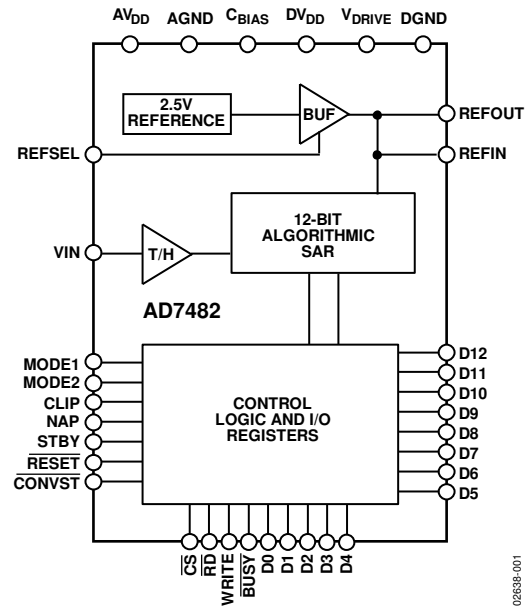 AVDD AGND CBIAS DVDD VDRIVE DGND
2.5V
REFERENCE
BUF
REFOUT
REFSEL
REFIN
12-BIT
ALGORITHMIC
SAR
VIN
T/H
AD7482
MODE1
MODE2
CLIP
NAP
STBY
RESET
CONVST
CONTROL
LOGIC AND I/O
REGISTERS
D12
D11
D10
D9
D8
D7
D6
D5
CS
RD
WRITE
BUSY
D0
D1
D2
D3
D4
02638-001